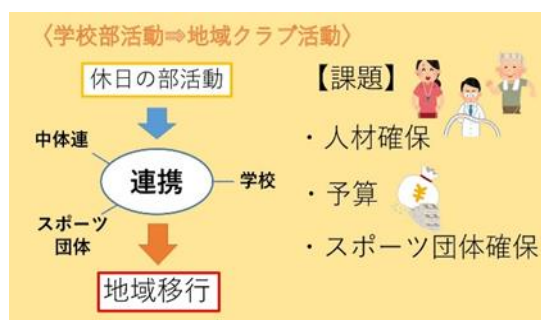 〈学校部活動⇒地域クラブ活動〉
休日の部活動
中体連
連携
学校
スポーツ
団体
地域移行
【課題】
・人材確保
・予算
¥
・スポーツ団体確保